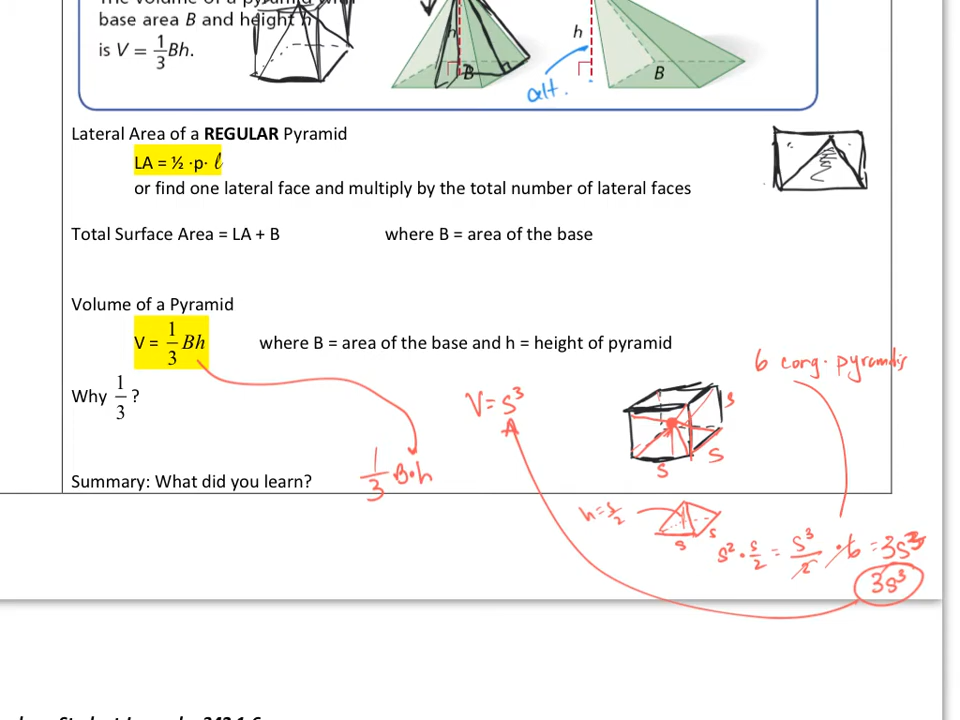 base area B and height h
is V = 1/3 Bh.
h
B
h
B
alt.
Lateral Area of a REGULAR Pyramid
LA = ½ ·p· ℓ
or find one lateral face and multiply by the total number of lateral faces
Total Surface Area = LA + B where B = area of the base
Volume of a Pyramid
V = 1/3 Bh where B = area of the base and h = height of pyramid
6 corg. pyramids
Why 1/3 ?
V=s³
s
s
s
1/3 B·h
Summary: What did you learn?
h=s/2
s
s
s² · s/2 = s³/2 · 6 = 3s³
3s³